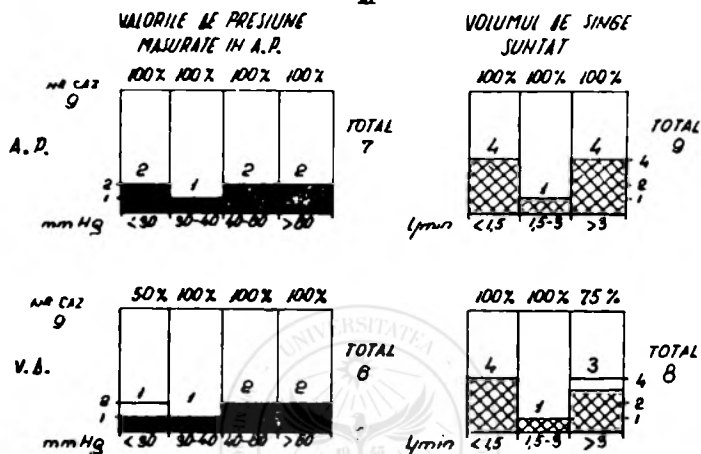 VALORILE DE PRESIUNE
MASURATE IN A.P.
100% 100% 100% 100%
NR CAZ
9
A.D.
2 1 2 2
2
1
mmHg <30 30-40 40-60 >60
TOTAL
7
VOLUMUL DE SINGE
SUNTAT
100% 100% 100%
4 1 4
4
2
1
l/min <1,5 1,5-3 >3
TOTAL
9
NR CAZ
9
V.D.
50% 100% 100% 100%
1 1 2 2
2
1
mmHg <30 30-40 40-60 >60
TOTAL
6
100% 100% 75%
4 1 3
4
2
1
l/min <1,5 1,5-3 >3
TOTAL
8
UNIVERSITATEA